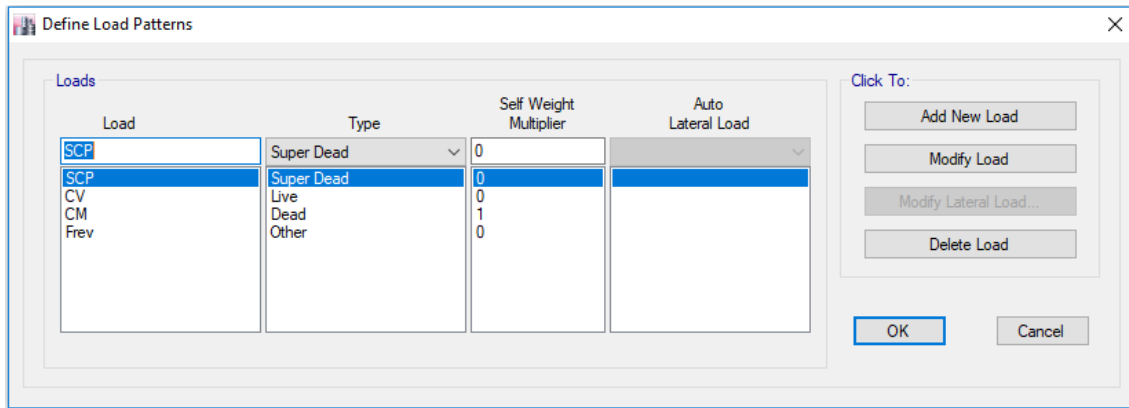 Define Load Patterns
Loads
Load Type Self Weight Multiplier Auto Lateral Load
SCP Super Dead 0
SCP Super Dead 0
CV Live 0
CM Dead 1
Frev Other 0
Click To:
Add New Load
Modify Load
Modify Lateral Load...
Delete Load
OK Cancel